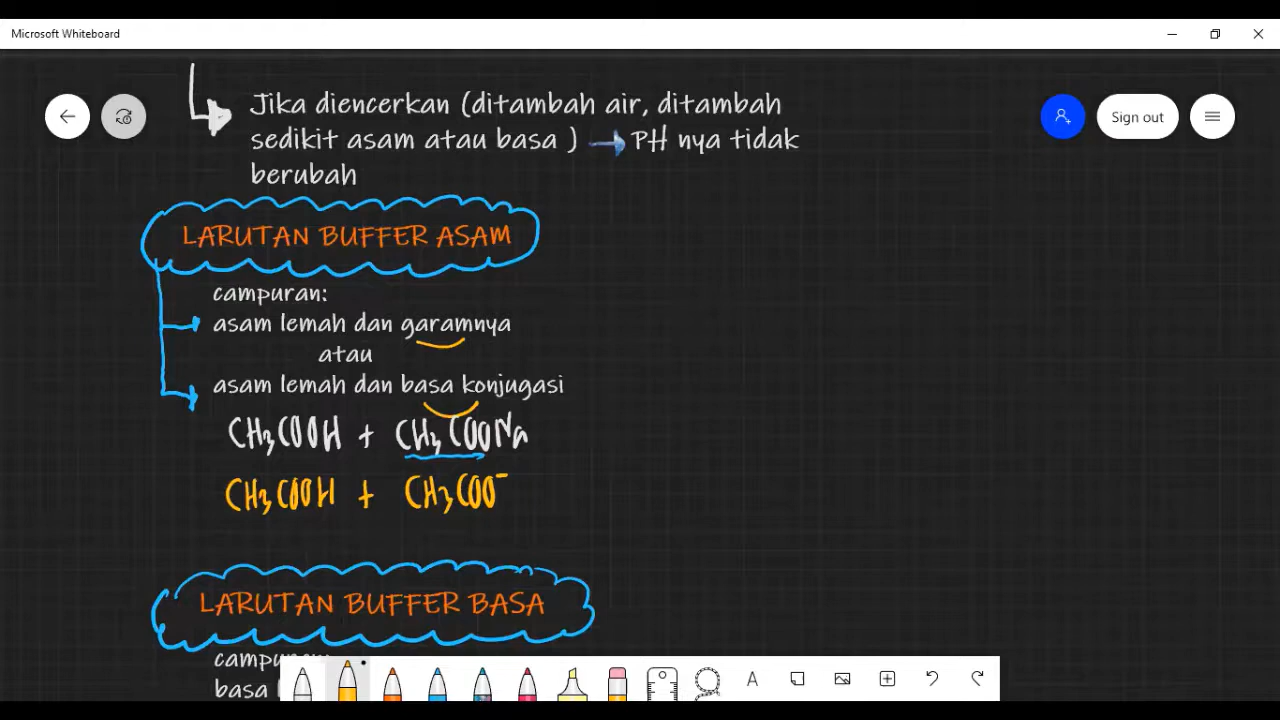 Microsoft Whiteboard
Jika diencerkan (ditambah air, ditambah
sedikit asam atau basa ) → PH nya tidak
berubah
Sign out
LARUTAN BUFFER ASAM
campuran:
asam lemah dan garamnya
atau
asam lemah dan basa konjugasi
CH₃COOH + CH₃COONa
CH₃COOH + CH₃COO⁻
LARUTAN BUFFER BASA
basa